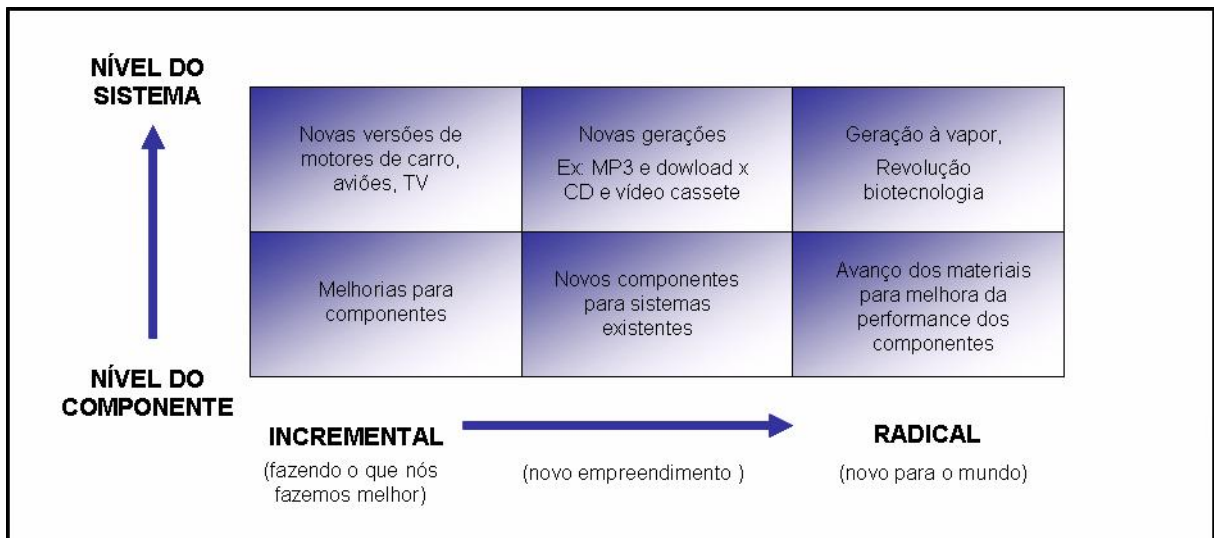 NÍVEL DO
SISTEMA
Novas versões de
motores de carro,
aviões, TV
Novas gerações
Ex: MP3 e dowload x
CD e vídeo cassete
Geração à vapor,
Revolução
biotecnologia
Melhorias para
componentes
Novos componentes
para sistemas
existentes
Avanço dos materiais
para melhora da
performance dos
componentes
NÍVEL DO
COMPONENTE
INCREMENTAL
(fazendo o que nós
fazemos melhor)
(novo empreendimento )
RADICAL
(novo para o mundo)